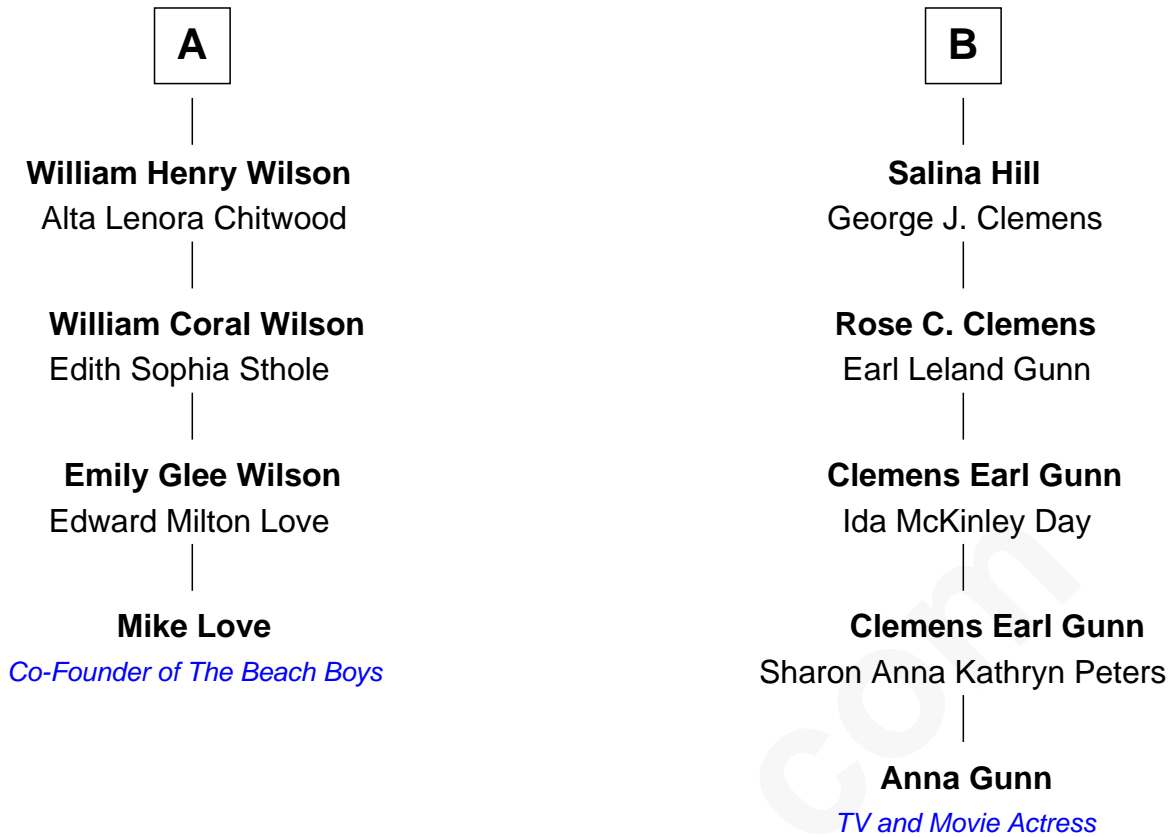 A
William Henry Wilson
Alta Lenora Chitwood
William Coral Wilson
Edith Sophia Sthole
Emily Glee Wilson
Edward Milton Love
Mike Love
Co-Founder of The Beach Boys
B
Salina Hill
George J. Clemens
Rose C. Clemens
Earl Leland Gunn
Clemens Earl Gunn
Ida McKinley Day
Clemens Earl Gunn
Sharon Anna Kathryn Peters
Anna Gunn
TV and Movie Actress
com